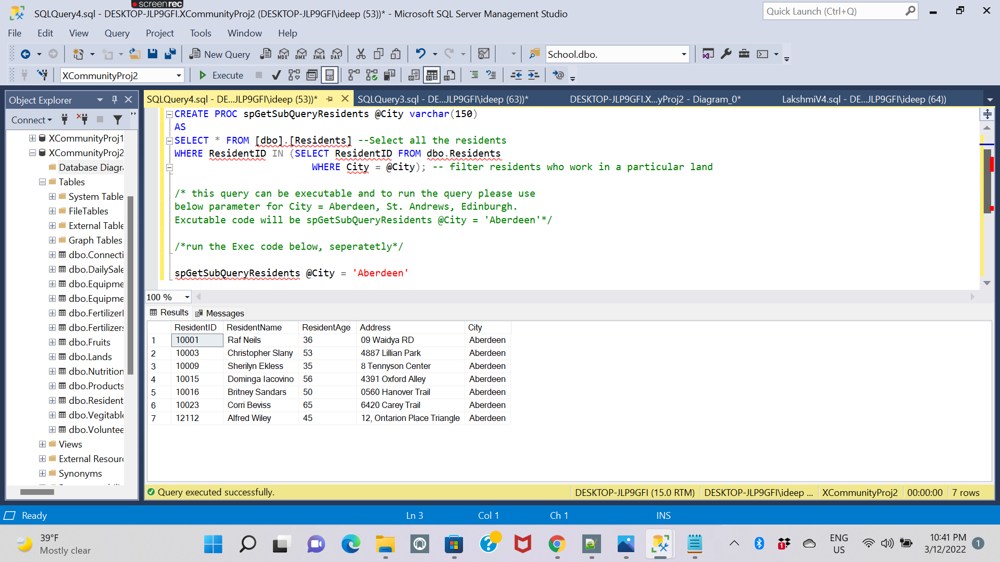 screenrec
SQLQuery4.sql - DESKTOP-JLP9GFI.XCommunityProj2 (DESKTOP-JLP9GFI\ideep (53))* - Microsoft SQL Server Management Studio
Quick Launch (Ctrl+Q)
File Edit View Query Project Tools Window Help
New Query MDX DMX XMLA DAX School.dbo.
XCommunityProj2 Execute
Object Explorer
SQLQuery4.sql - DE...JLP9GFI\ideep (53))* SQLQuery3.sql - DE...JLP9GFI\ideep (63))* DESKTOP-JLP9GFI.X...yProj2 - Diagram_0* LakshmiV4.sql - DE...JLP9GFI\ideep (64))
Connect
XCommunityProj1
XCommunityProj2
Database Diagra
Tables
System Table
FileTables
External Table
Graph Tables
dbo.Connecti
dbo.DailySale
dbo.Equipme
dbo.Equipme
dbo.Fertilizer
dbo.Fertilizers
dbo.Fruits
dbo.Lands
dbo.Nutrition
dbo.Products
dbo.Resident
dbo.Vegitable
dbo.Voluntee
Views
External Resour
Synonyms
CREATE PROC spGetSubQueryResidents @City varchar(150)
AS
SELECT * FROM [dbo].[Residents] --Select all the residents
WHERE ResidentID IN (SELECT ResidentID FROM dbo.Residents
WHERE City = @City); -- filter residents who work in a particular land
/* this query can be executable and to run the query please use
below parameter for City = Aberdeen, St. Andrews, Edinburgh.
Excutable code will be spGetSubQueryResidents @City = 'Aberdeen'*/
/*run the Exec code below, seperatetly*/
spGetSubQueryResidents @City = 'Aberdeen'
100 %
Results Messages
ResidentID ResidentName ResidentAge Address City
1 10001 Raf Neils 36 09 Waidya RD Aberdeen
2 10003 Christopher Slany 53 4887 Lillian Park Aberdeen
3 10009 Sherilyn Ekless 35 8 Tennyson Center Aberdeen
4 10015 Dominga Iacovino 56 4391 Oxford Alley Aberdeen
5 10016 Britney Sandars 50 0560 Hanover Trail Aberdeen
6 10023 Corri Beviss 65 6420 Carey Trail Aberdeen
7 12112 Alfred Wiley 45 12, Ontarion Place Triangle Aberdeen
Query executed successfully. DESKTOP-JLP9GFI (15.0 RTM) DESKTOP-JLP9GFI\ideep ... XCommunityProj2 00:00:00 7 rows
Ready Ln 3 Col 1 Ch 1 INS
39°F
Mostly clear
1
ENG
US
10:41 PM
3/12/2022
1